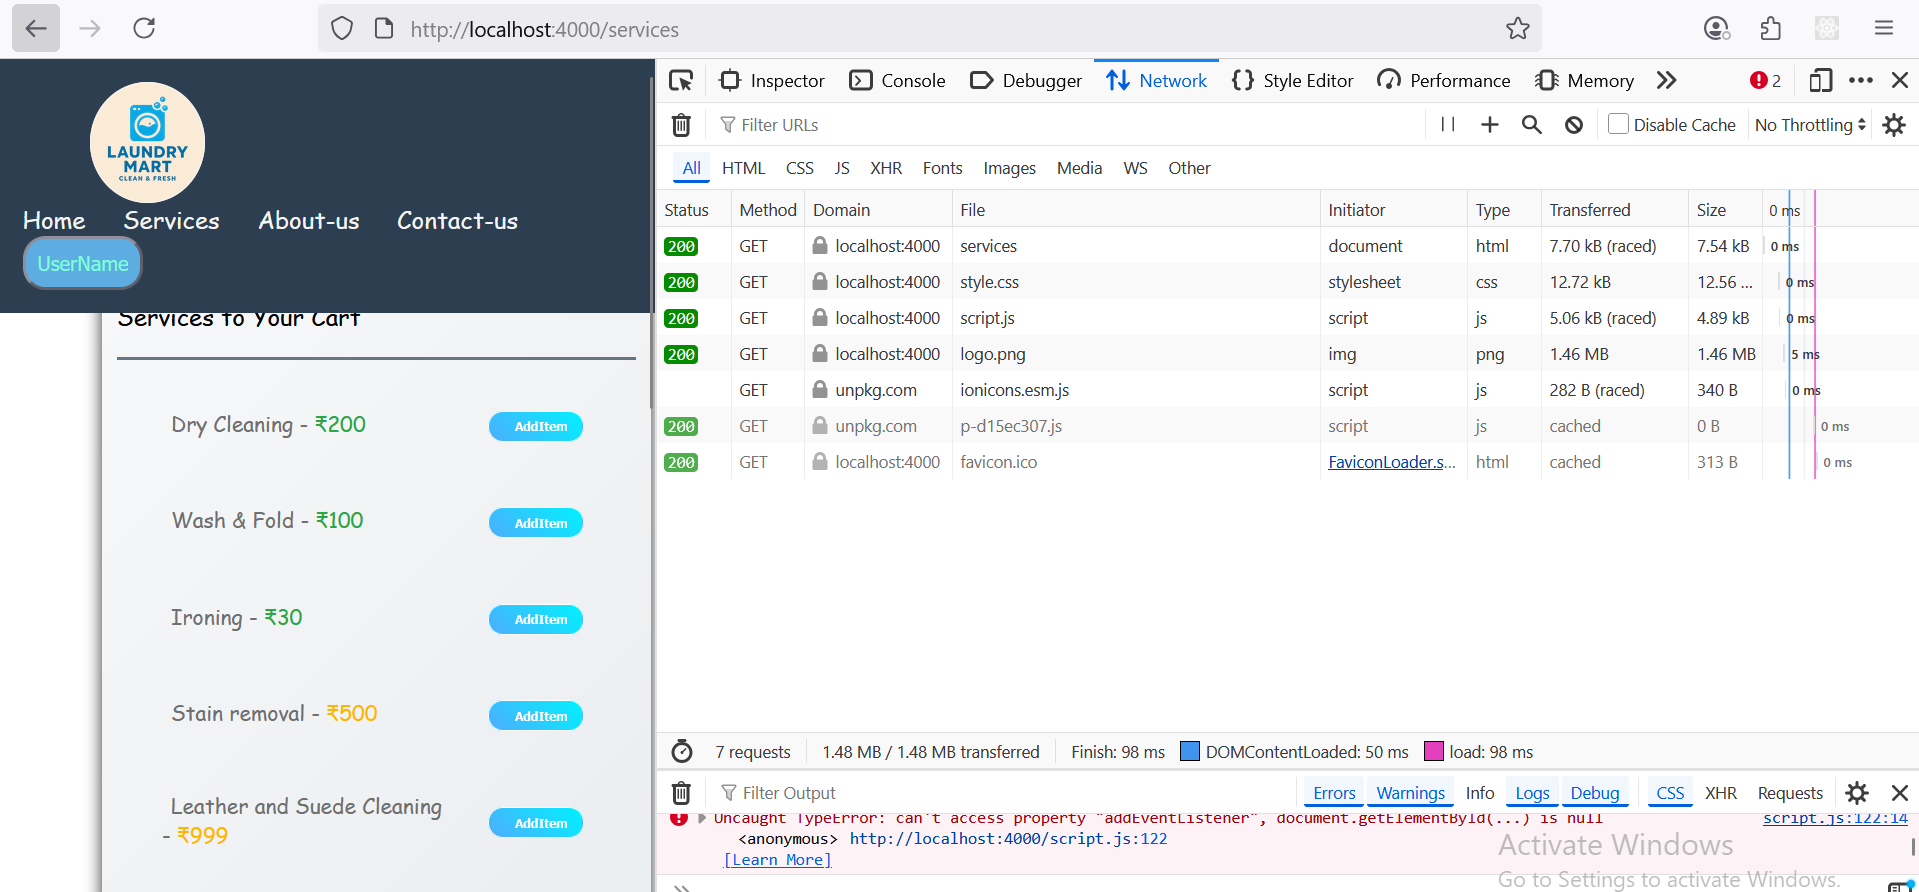 http://localhost:4000/services
LAUNDRY
MART
CLEAN & FRESH
Home Services About-us Contact-us
UserName
Services to Your Cart
Dry Cleaning - ₹200 AddItem
Wash & Fold - ₹100 AddItem
Ironing - ₹30 AddItem
Stain removal - ₹500 AddItem
Leather and Suede Cleaning
- ₹999 AddItem
Inspector Console Debugger Network Style Editor Performance Memory 2
Filter URLs Disable Cache No Throttling
All HTML CSS JS XHR Fonts Images Media WS Other
Status Method Domain File Initiator Type Transferred Size 0 ms
200 GET localhost:4000 services document html 7.70 kB (raced) 7.54 kB 0 ms
200 GET localhost:4000 style.css stylesheet css 12.72 kB 12.56 ... 0 ms
200 GET localhost:4000 script.js script js 5.06 kB (raced) 4.89 kB 0 ms
200 GET localhost:4000 logo.png img png 1.46 MB 1.46 MB 5 ms
GET unpkg.com ionicons.esm.js script js 282 B (raced) 340 B 0 ms
200 GET unpkg.com p-d15ec307.js script js cached 0 B 0 ms
200 GET localhost:4000 favicon.ico FaviconLoader.s... html cached 313 B 0 ms
7 requests 1.48 MB / 1.48 MB transferred Finish: 98 ms DOMContentLoaded: 50 ms load: 98 ms
Filter Output Errors Warnings Info Logs Debug CSS XHR Requests
Uncaught TypeError: can't access property "addEventListener", document.getElementById(...) is null script.js:122:14
<anonymous> http://localhost:4000/script.js:122
[Learn More]
Activate Windows
Go to Settings to activate Windows.